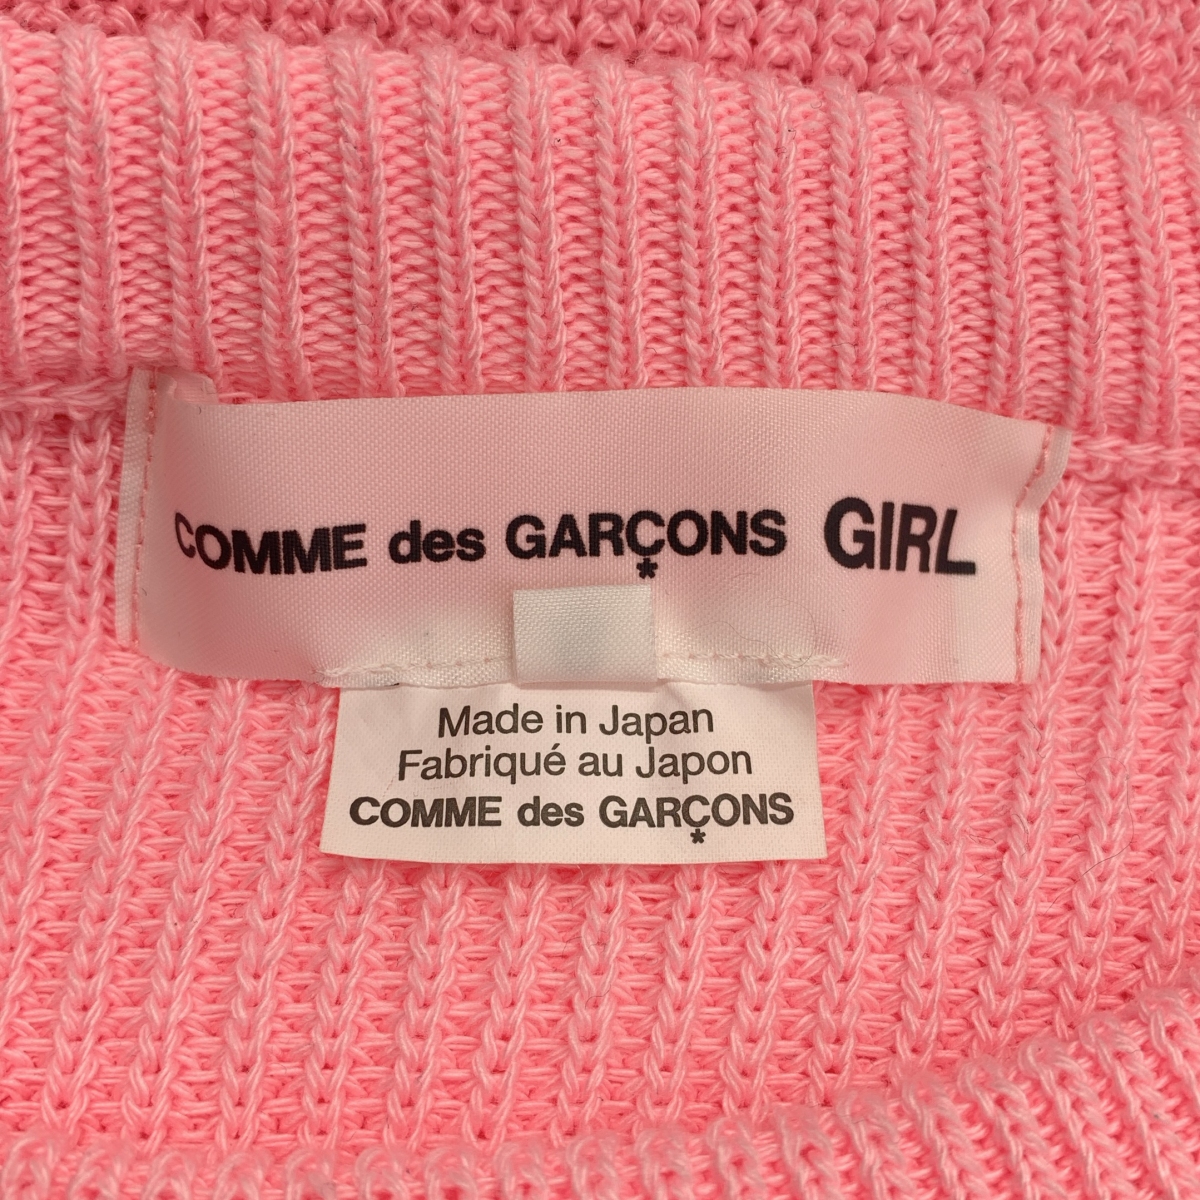 COMME des GARÇONS GIRL
*
Made in Japan
Fabriqué au Japon
COMME des GARÇONS
*